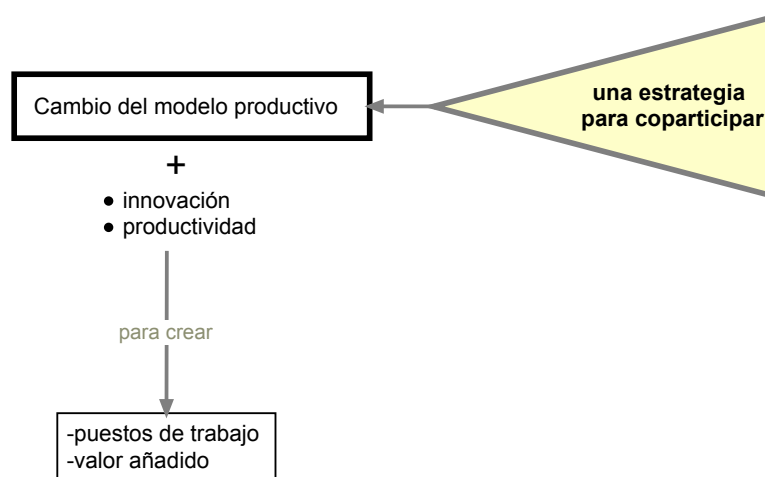 Cambio del modelo productivo
una estrategia
para coparticipar
+
● innovación
● productividad
para crear
-puestos de trabajo
-valor añadido